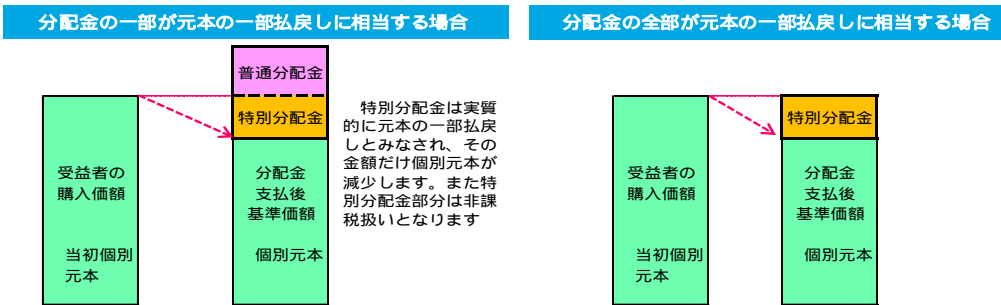 分配金の一部が元本の一部払戻しに相当する場合
普通分配金
特別分配金
受益者の
購入価額
当初個別
元本
分配金
支払後
基準価額
個別元本
特別分配金は実質
的に元本の一部払戻
しとみなされ、その
金額だけ個別元本が
減少します。また特
別分配金部分は非課
税扱いとなります
分配金の全部が元本の一部払戻しに相当する場合
特別分配金
受益者の
購入価額
当初個別
元本
分配金
支払後
基準価額
個別元本